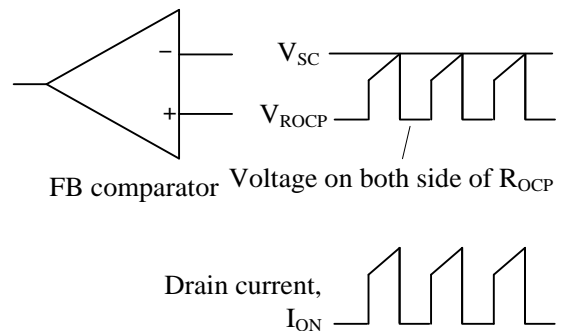 − V_SC
+ V_ROCP
FB comparator
Voltage on both side of R_OCP
Drain current,
I_ON